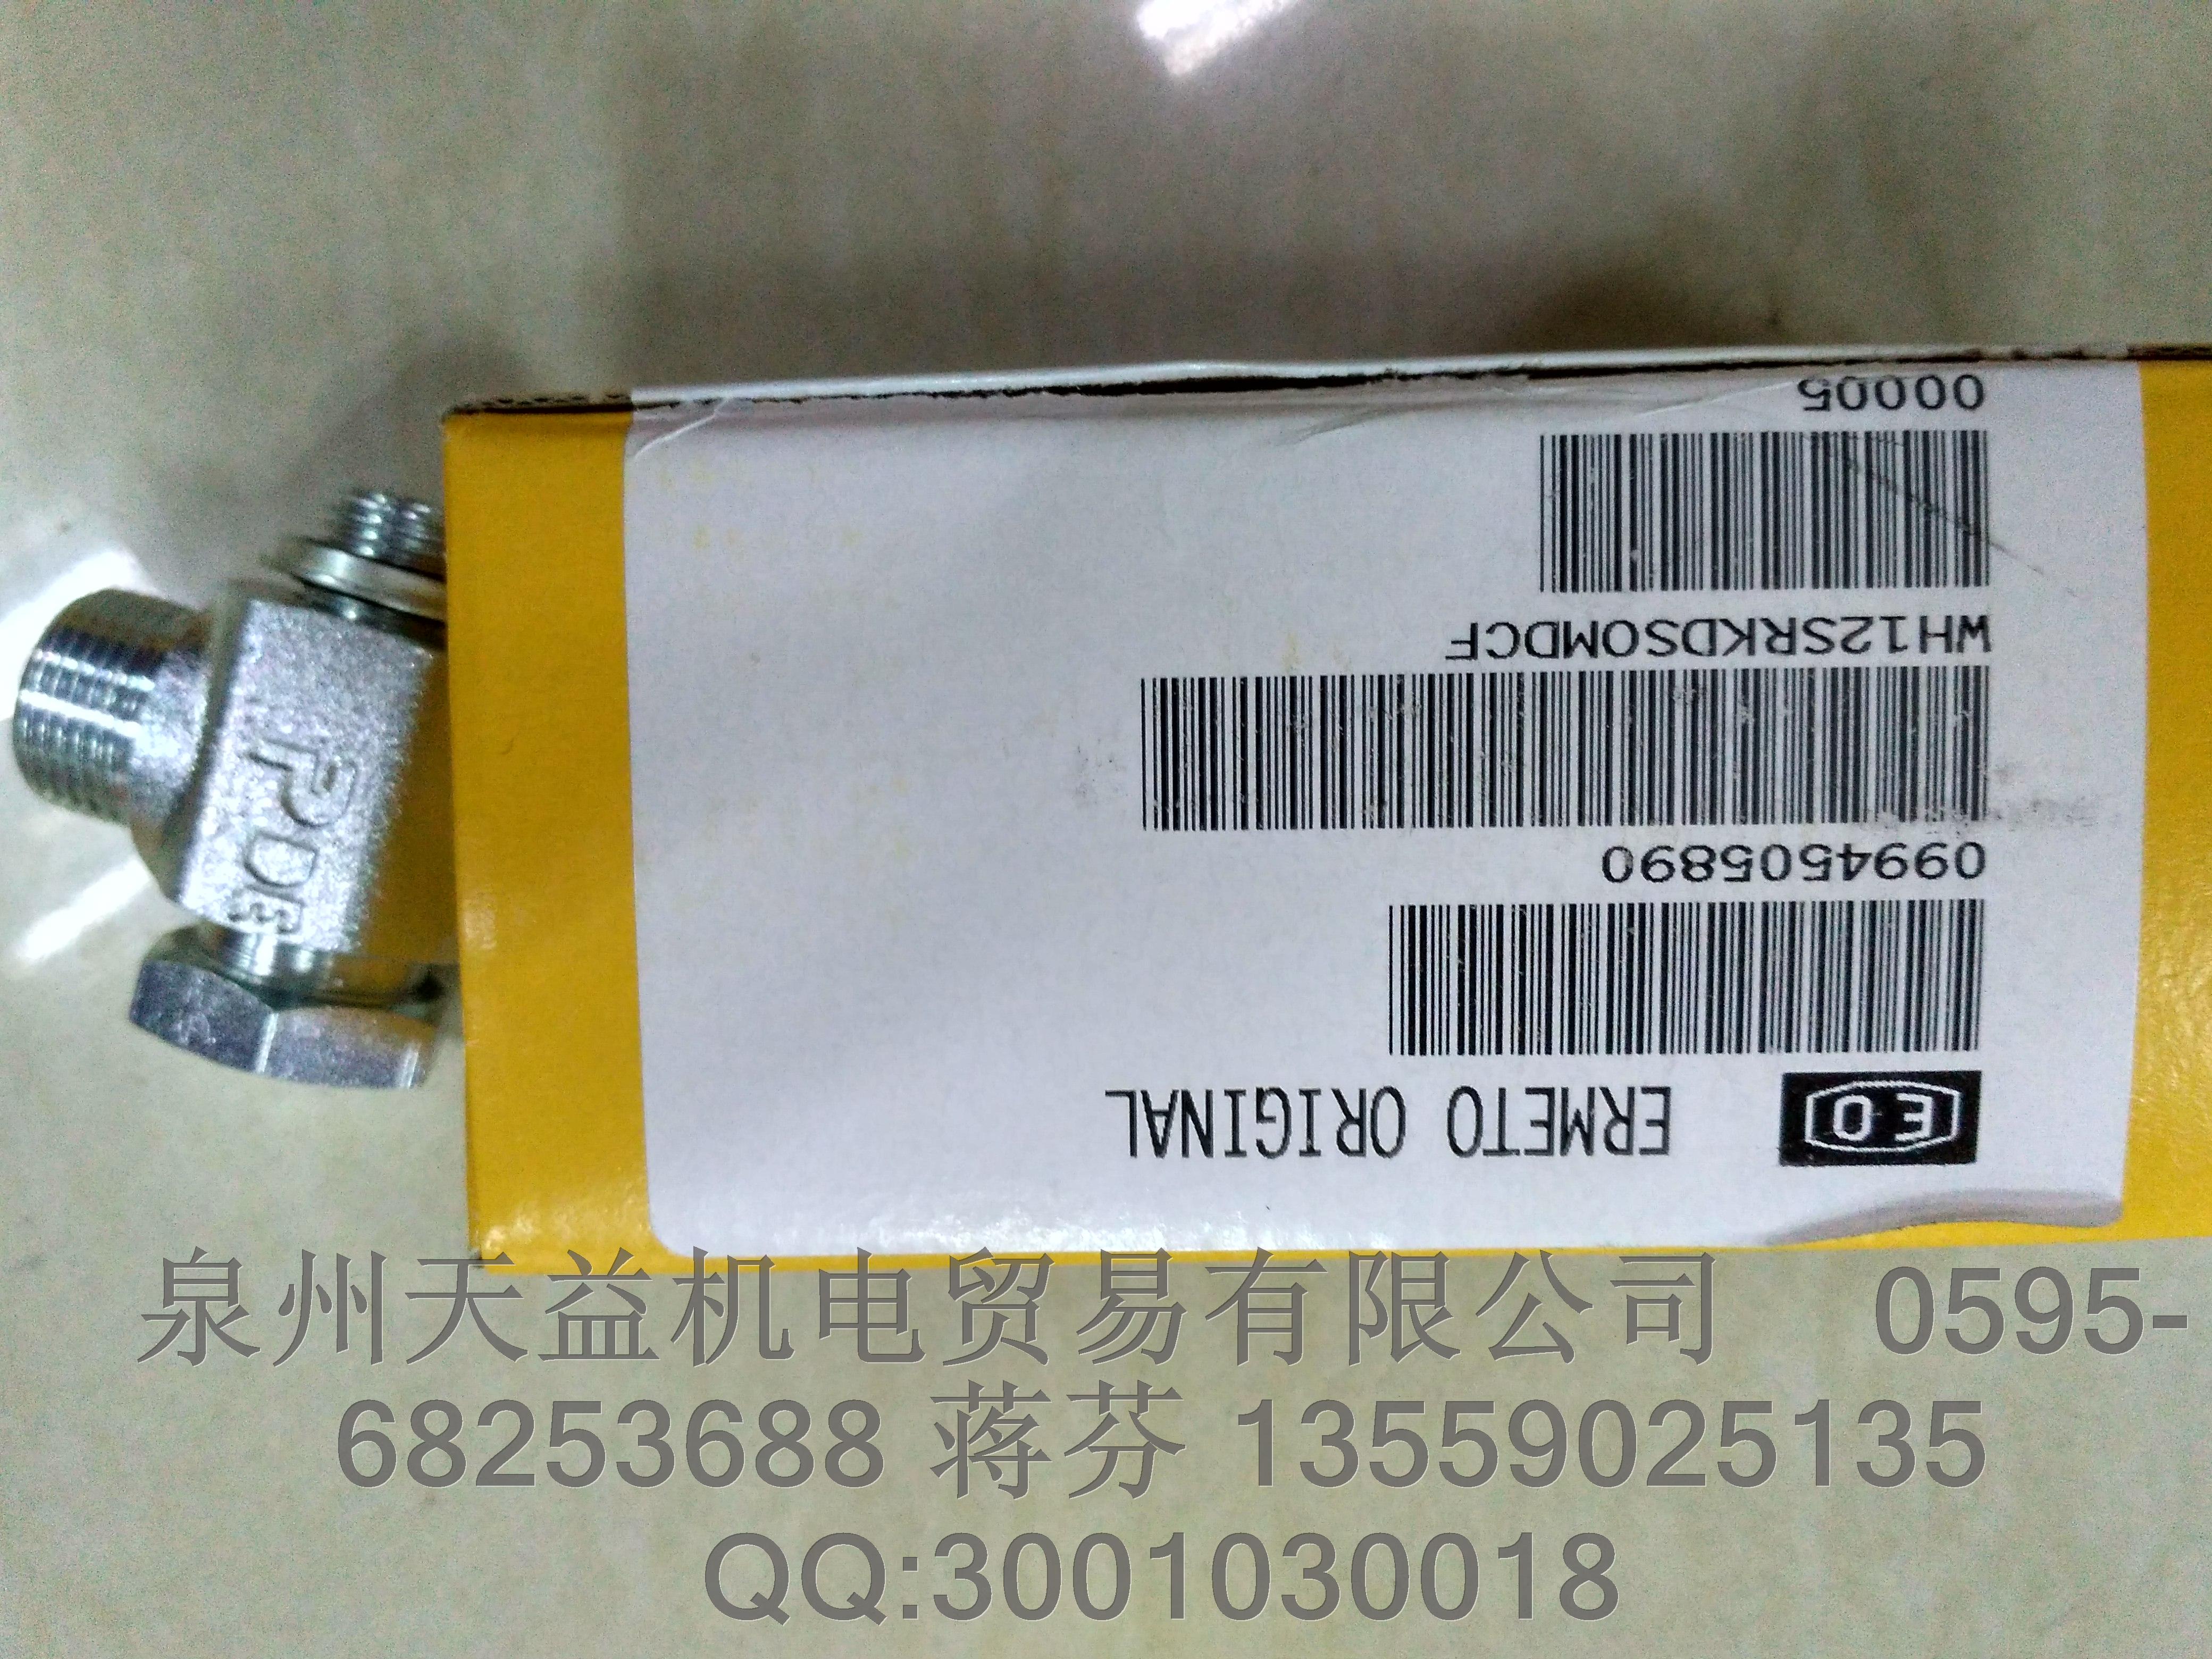 EO ERMETO ORIGINAL
0994505890
WH12SRKDSOMDCF
00005
PDE
泉州天益机电贸易有限公司 0595-
68253688 蒋芬 13559025135
QQ:3001030018